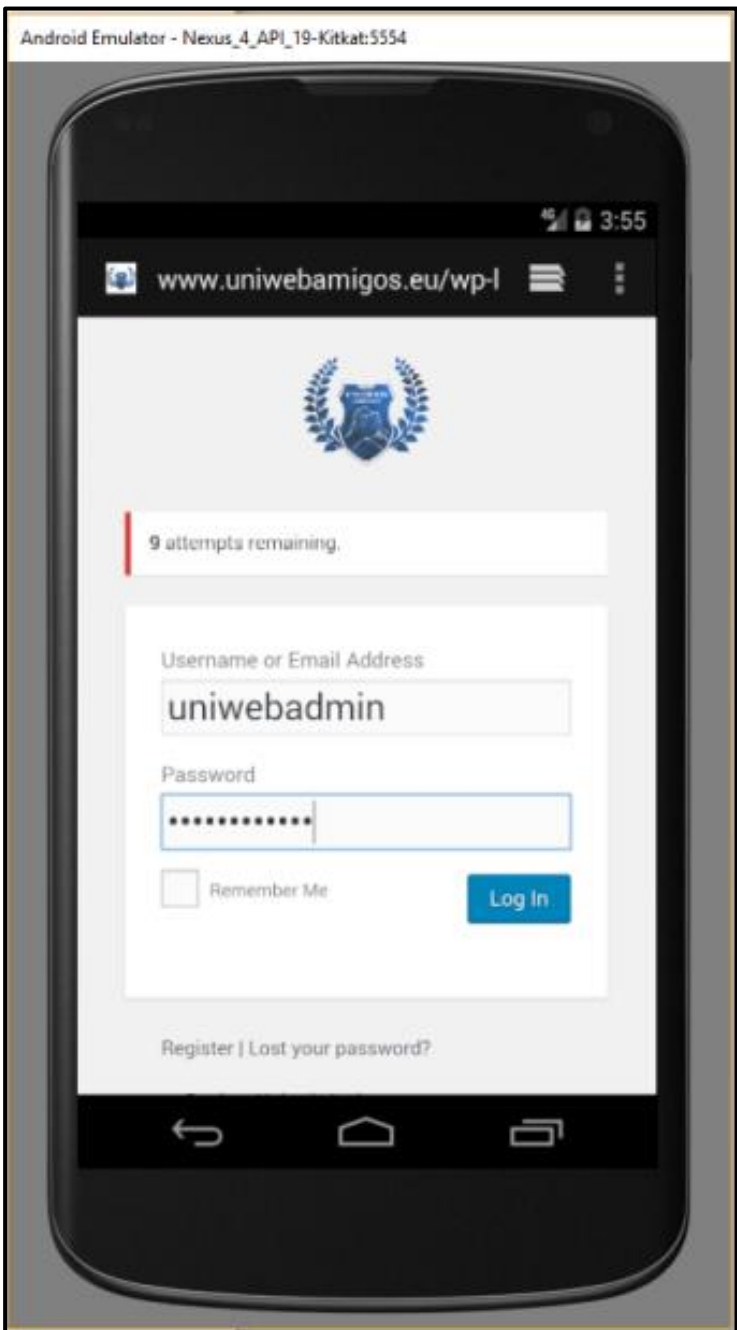 Android Emulator - Nexus_4_API_19-Kitkat:5554
4G 3:55
www.uniwebamigos.eu/wp-l
9 attempts remaining.
Username or Email Address
uniwebadmin
Password
••••••••••••
Remember Me
Log In
Register | Lost your password?